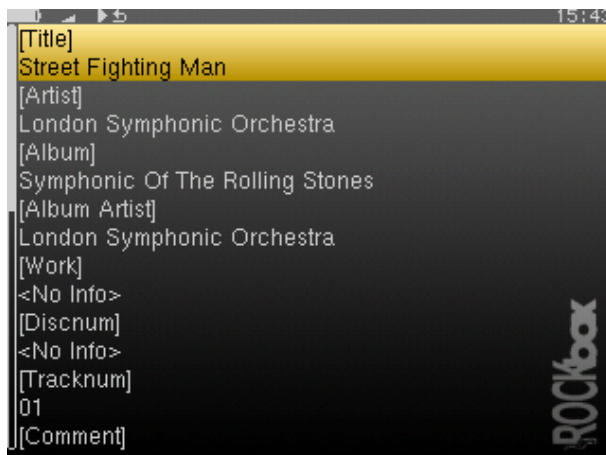 15:43
[Title]
Street Fighting Man
[Artist]
London Symphonic Orchestra
[Album]
Symphonic Of The Rolling Stones
[Album Artist]
London Symphonic Orchestra
[Work]
<No Info>
[Discnum]
<No Info>
[Tracknum]
01
[Comment]
ROCKbox